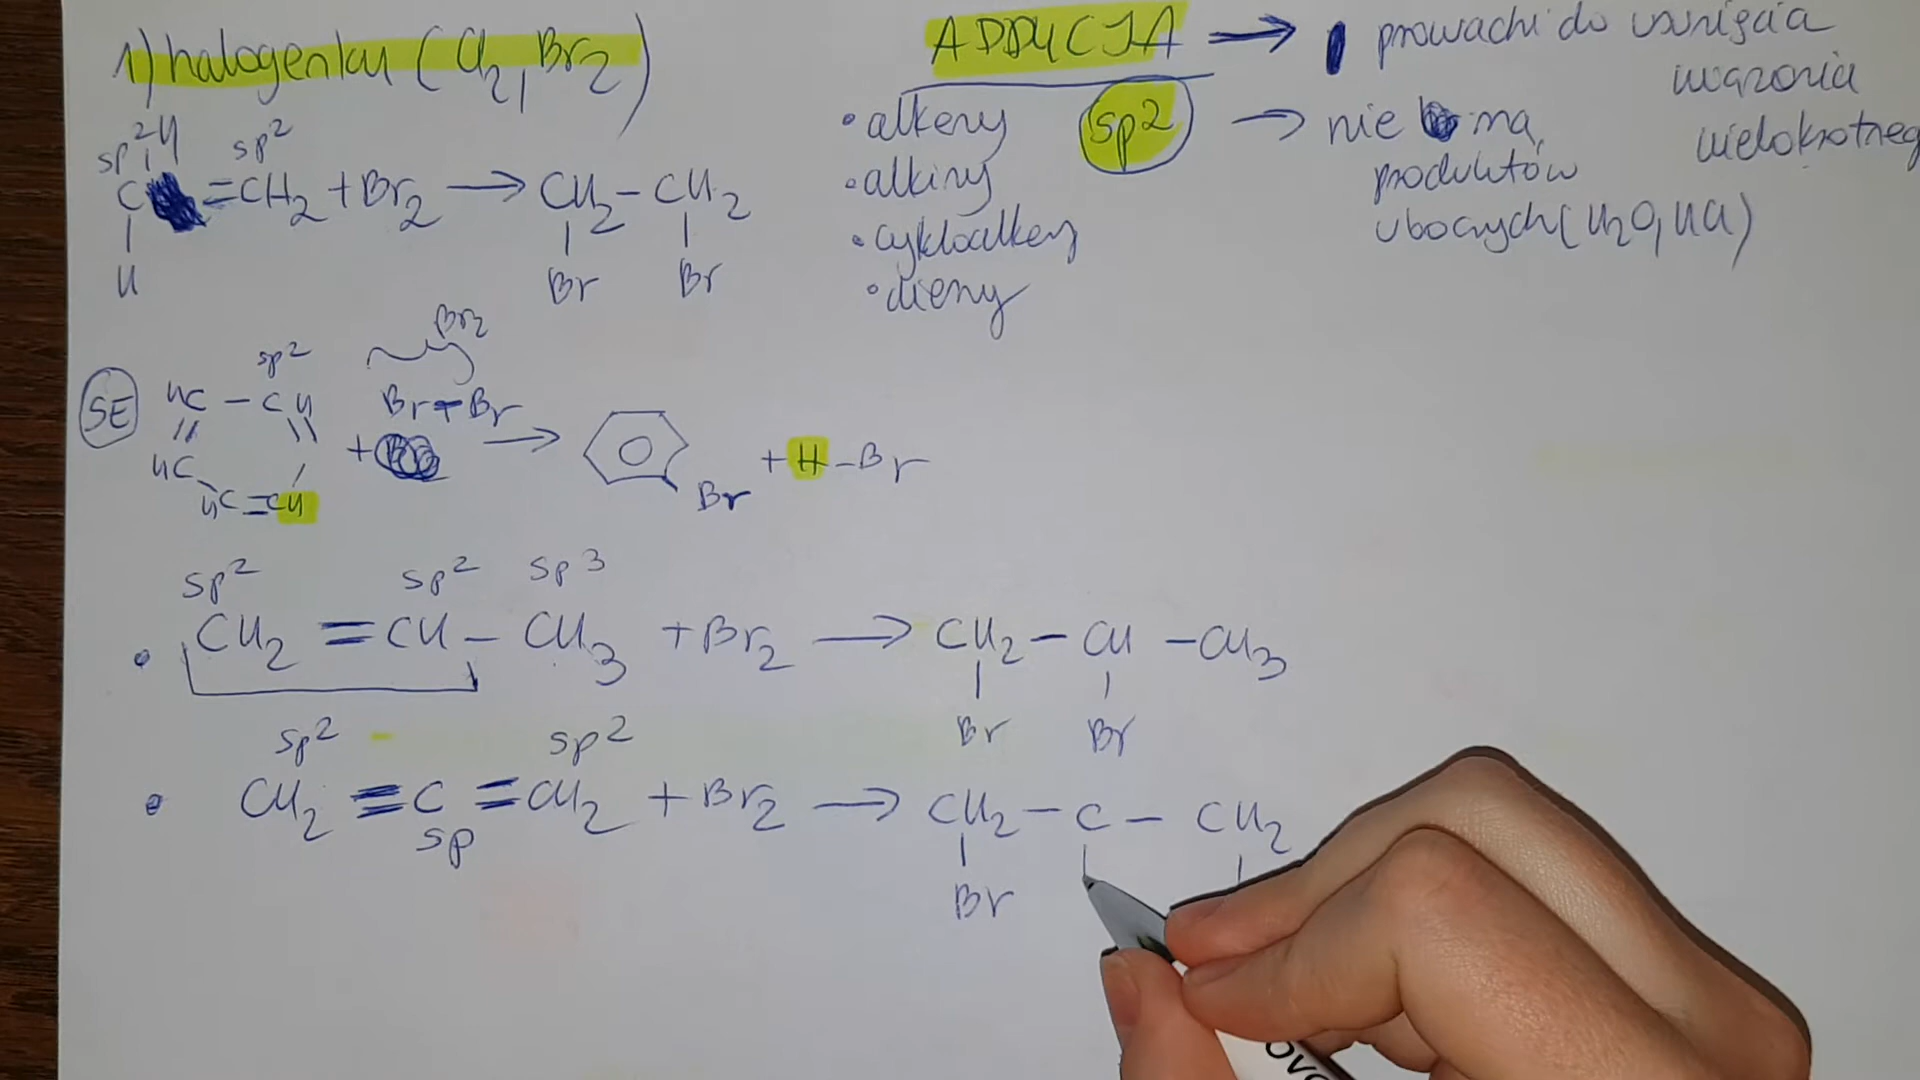 1) halogenku (Cl2, Br2)
ADDYCJA → prowadzi do usunięcia
wiązania
wielokrotneg
sp2 H sp2
C =CH2 + Br2 → CH2 – CH2
H Br Br
• alkeny
• alkiny
• cykloalkeny
• dieny
sp2 → nie ma
produktów
ubocznych (H2O, HCl)
Br2
SE
sp2
HC – CH
HC
HC = CH
+ Br – Br → Br + H – Br
sp2 sp2 sp3
• CH2 = CH – CH3 + Br2 → CH2 – CH – CH3
Br Br
sp2 sp2
• CH2 = C = CH2 + Br2 → CH2 – C – CH2
sp
Br